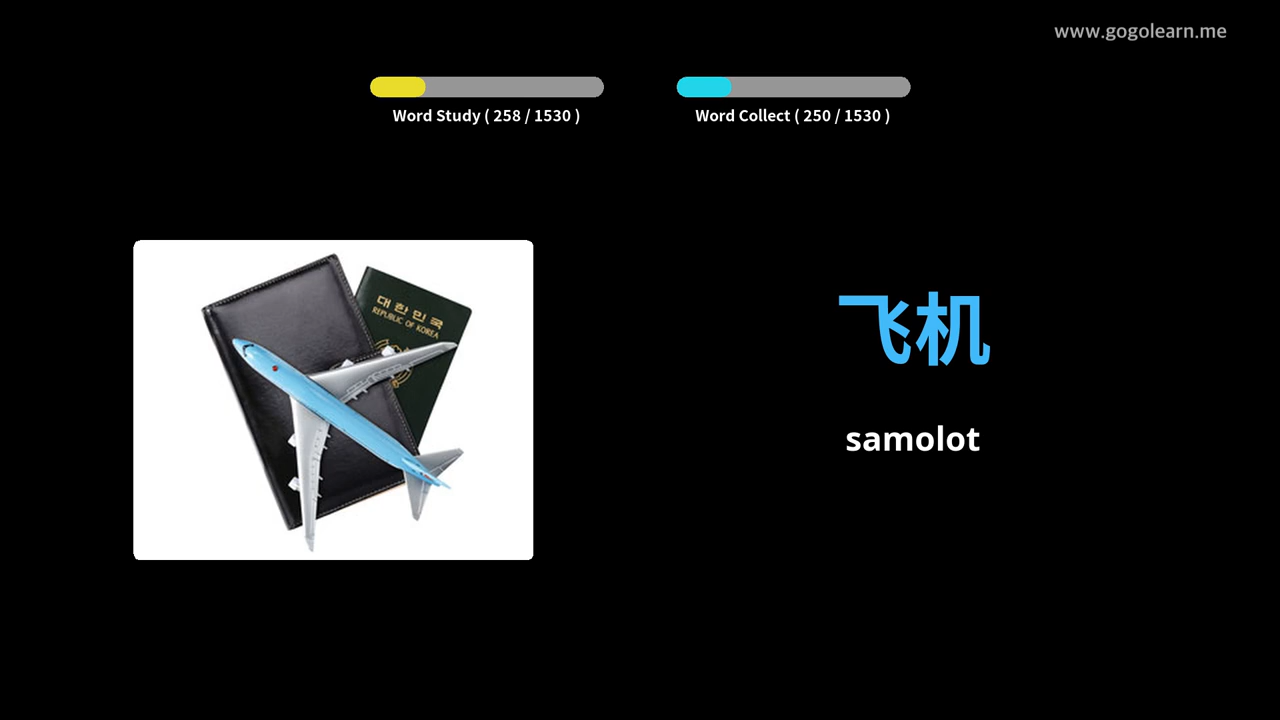 www.gogolearn.me
Word Study ( 258 / 1530 )
Word Collect ( 250 / 1530 )
대한민국
REPUBLIC OF KOREA
飞机
samolot